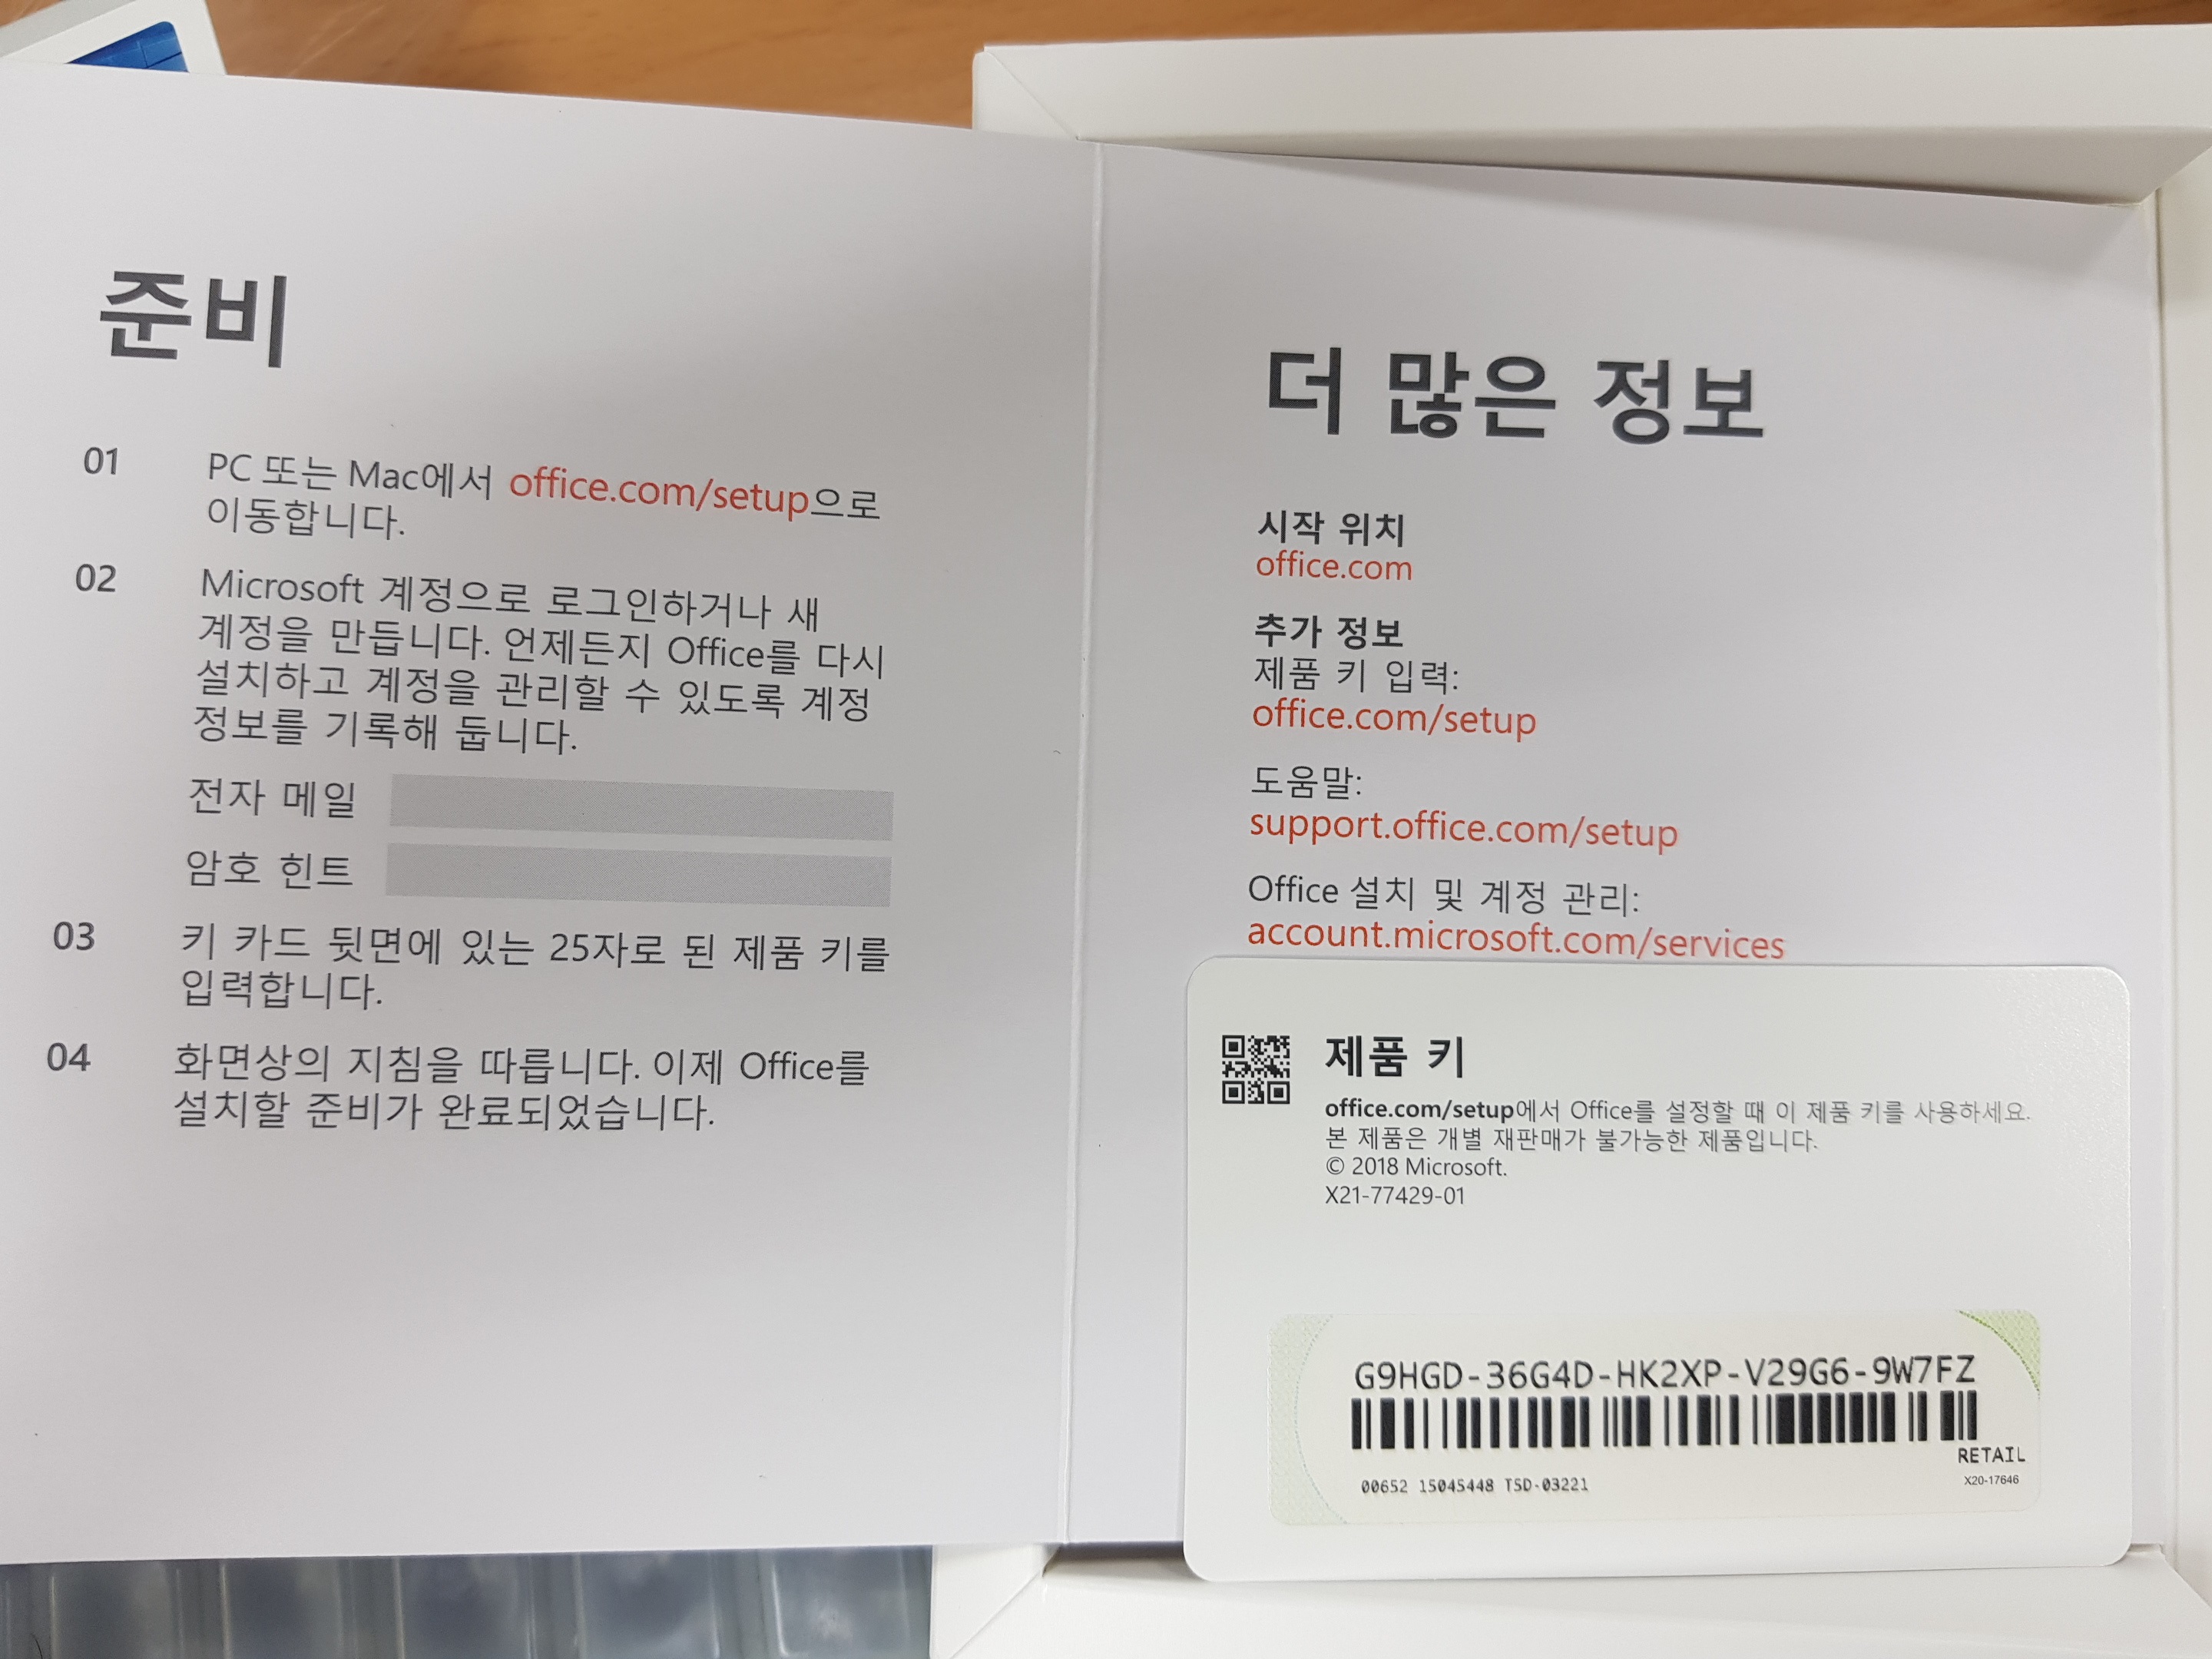 준비
01 PC 또는 Mac에서 office.com/setup으로
이동합니다.
02 Microsoft 계정으로 로그인하거나 새
계정을 만듭니다. 언제든지 Office를 다시
설치하고 계정을 관리할 수 있도록 계정
정보를 기록해 둡니다.
전자 메일
암호 힌트
03 키 카드 뒷면에 있는 25자로 된 제품 키를
입력합니다.
04 화면상의 지침을 따릅니다. 이제 Office를
설치할 준비가 완료되었습니다.
더 많은 정보
시작 위치
office.com
추가 정보
제품 키 입력:
office.com/setup
도움말:
support.office.com/setup
Office 설치 및 계정 관리:
account.microsoft.com/services
제품 키
office.com/setup에서 Office를 설정할 때 이 제품 키를 사용하세요.
본 제품은 개별 재판매가 불가능한 제품입니다.
© 2018 Microsoft.
X21-77429-01
G9HGD-36G4D-HK2XP-V29G6-9W7FZ
RETAIL
00652 15045448 TSD-03221
X20-17646